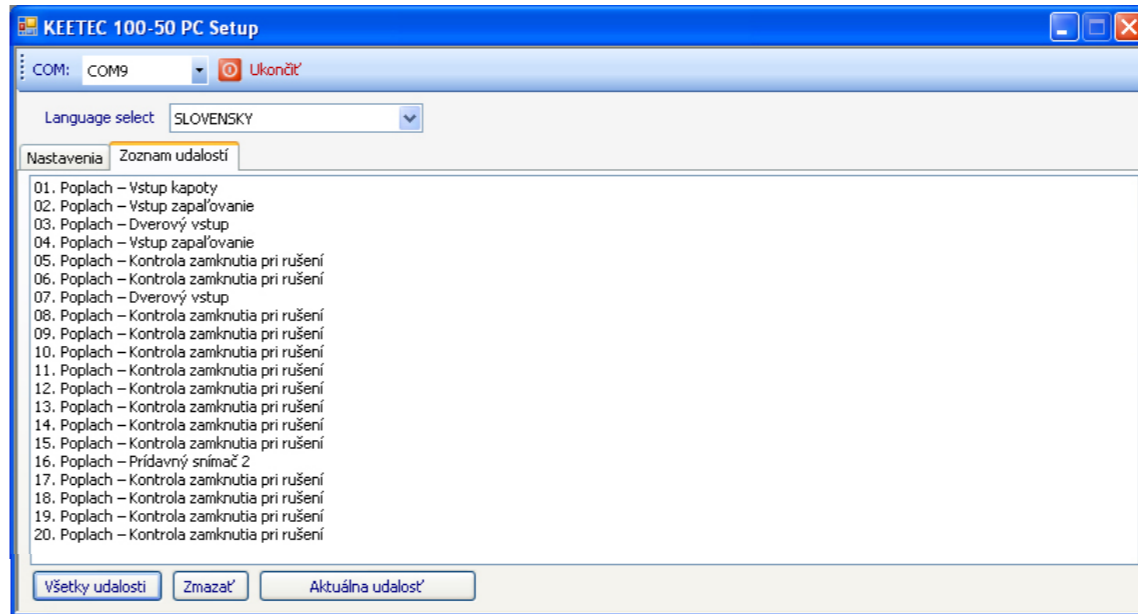 KEETEC 100-50 PC Setup
COM: COM9 Ukončiť
Language select SLOVENSKY
Nastavenia Zoznam udalostí
01. Poplach – Vstup kapoty
02. Poplach – Vstup zapaľovanie
03. Poplach – Dverový vstup
04. Poplach – Vstup zapaľovanie
05. Poplach – Kontrola zamknutia pri rušení
06. Poplach – Kontrola zamknutia pri rušení
07. Poplach – Dverový vstup
08. Poplach – Kontrola zamknutia pri rušení
09. Poplach – Kontrola zamknutia pri rušení
10. Poplach – Kontrola zamknutia pri rušení
11. Poplach – Kontrola zamknutia pri rušení
12. Poplach – Kontrola zamknutia pri rušení
13. Poplach – Kontrola zamknutia pri rušení
14. Poplach – Kontrola zamknutia pri rušení
15. Poplach – Kontrola zamknutia pri rušení
16. Poplach – Prídavný snímač 2
17. Poplach – Kontrola zamknutia pri rušení
18. Poplach – Kontrola zamknutia pri rušení
19. Poplach – Kontrola zamknutia pri rušení
20. Poplach – Kontrola zamknutia pri rušení
Všetky udalosti Zmazať Aktuálna udalosť